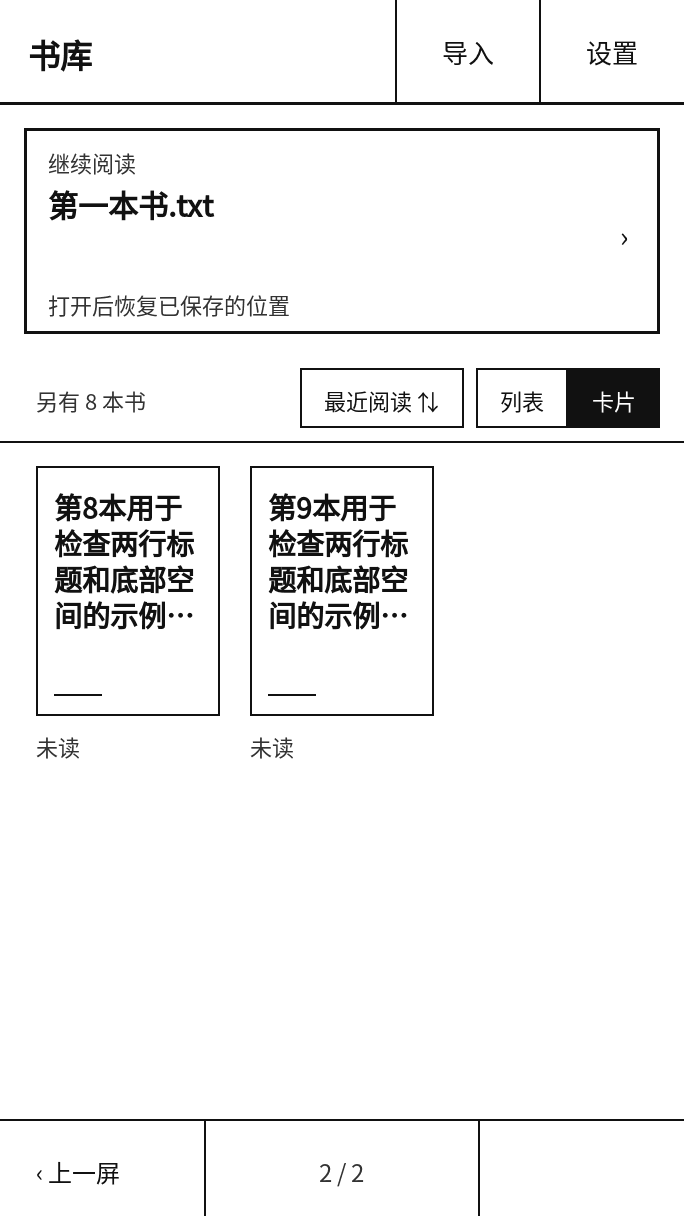 书库
导入
设置
继续阅读
第一本书.txt
›
打开后恢复已保存的位置
另有 8 本书
最近阅读 ⇅
列表
卡片
第8本用于
检查两行标
题和底部空
间的示例…
未读
第9本用于
检查两行标
题和底部空
间的示例…
未读
‹ 上一屏
2 / 2